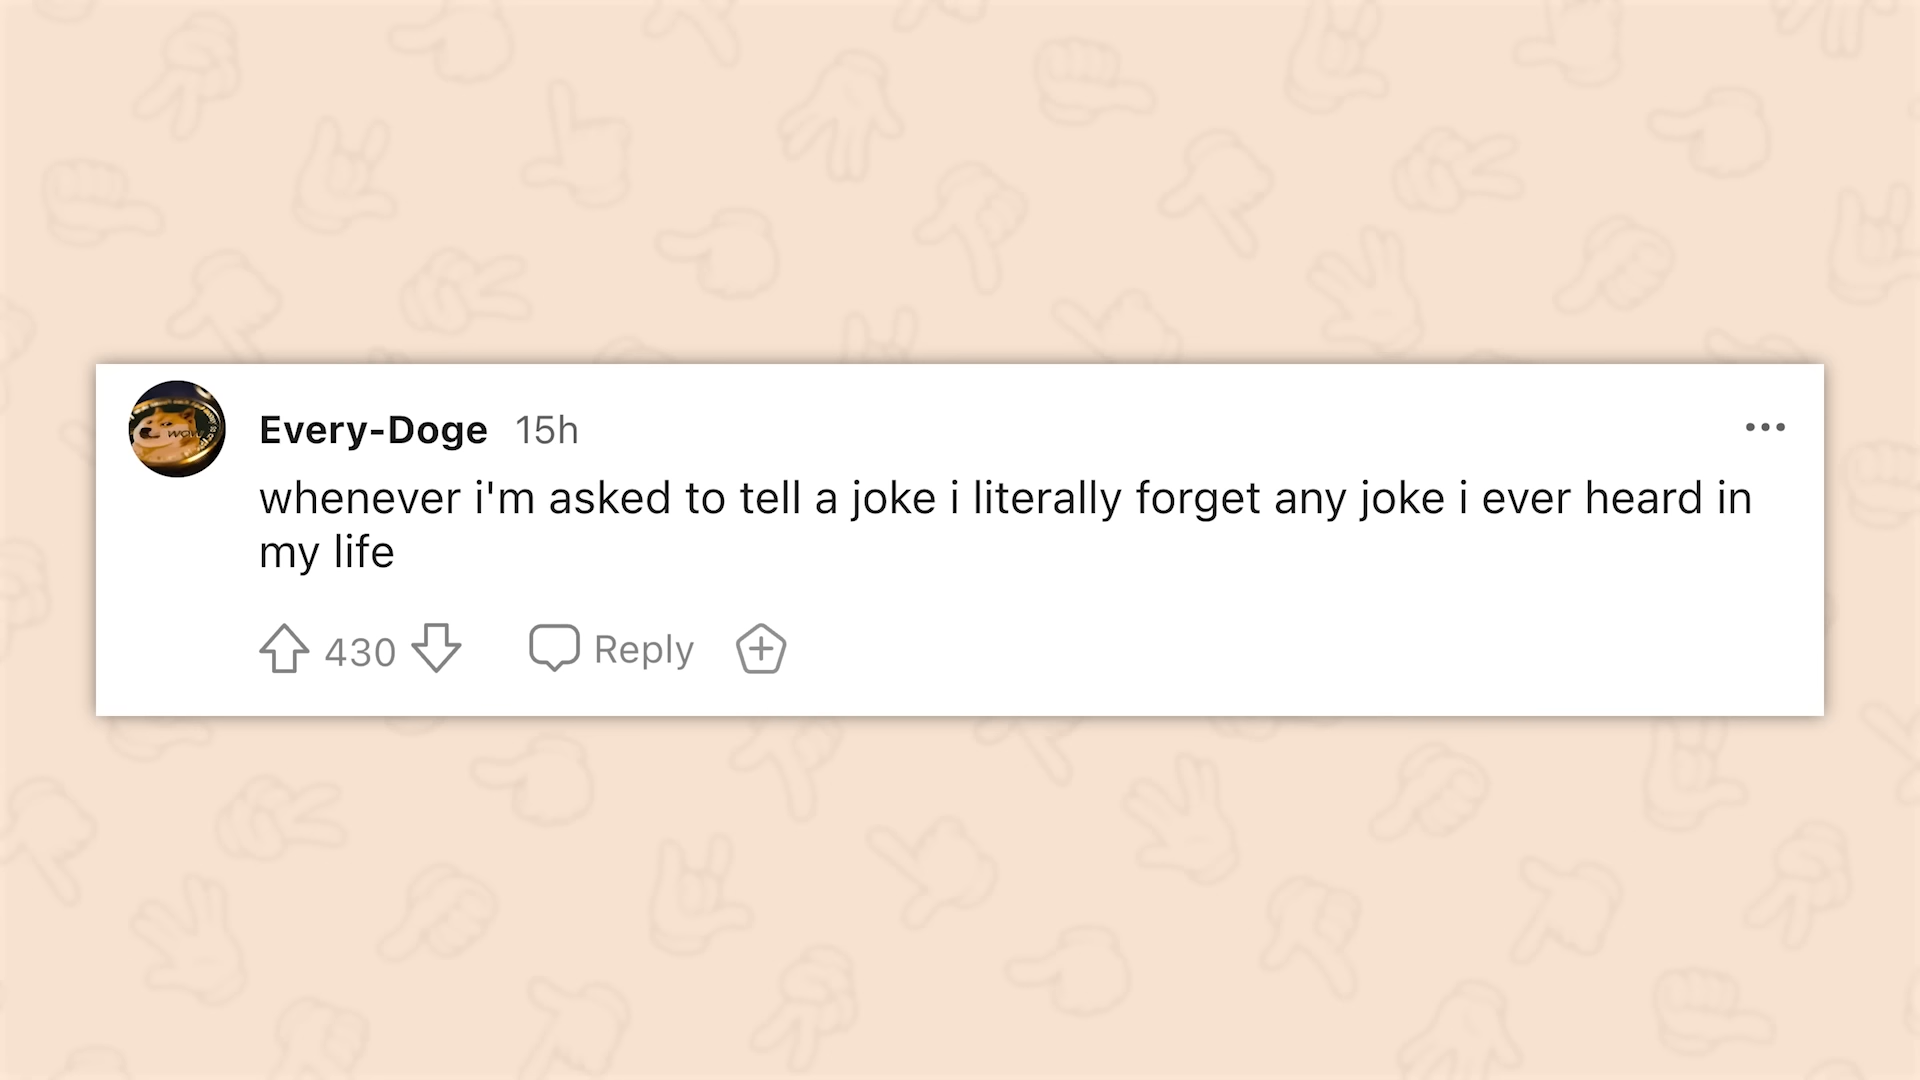 Every-Doge 15h
whenever i'm asked to tell a joke i literally forget any joke i ever heard in
my life
430 Reply